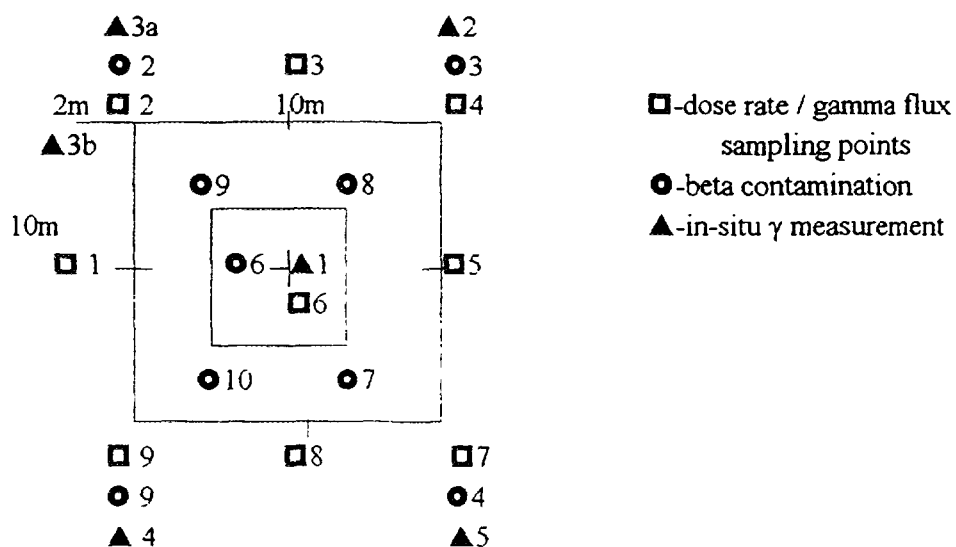 3a 2
2 3 3
2m 2 10m 4
3b
9 8
10m
1 6 1 5
6
10 7
9 8 7
9 4
4 5
-dose rate / gamma flux
sampling points
-beta contamination
-in-situ γ measurement